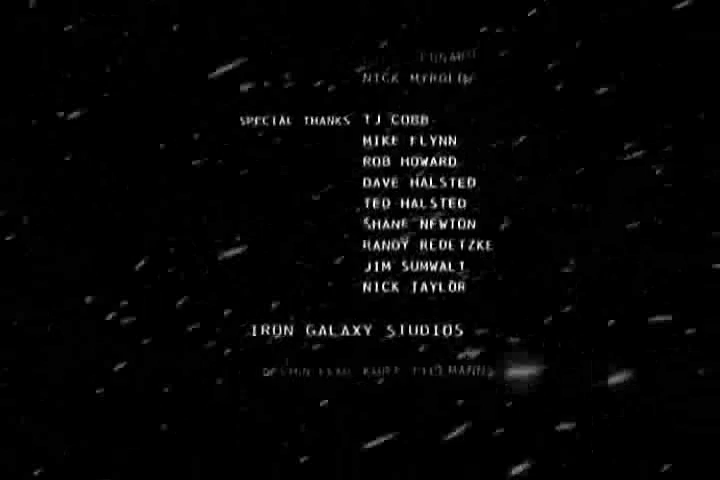 NICK
SPECIAL THANKS TJ COBB
MIKE FLYNN
ROB HOWARD
DAVE HALSTED
TED HALSTED
SHANE NEWTON
RANDY REDETZKE
JIM SUMWALT
NICK TAYLOR
IRON GALAXY STUDIOS